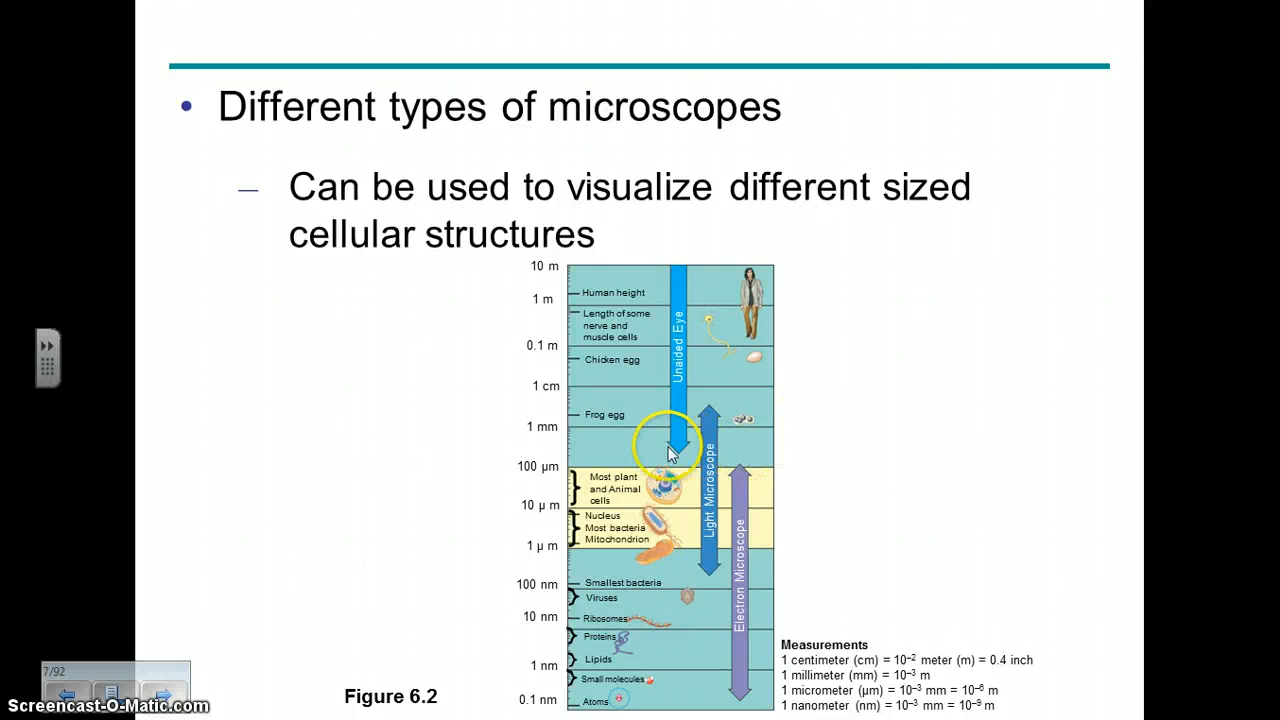 • Different types of microscopes
– Can be used to visualize different sized
cellular structures
10 m
Human height
1 m
Length of some
nerve and
muscle cells
0.1 m
Chicken egg
1 cm
Frog egg
1 mm
100 µm
Most plant
and Animal
cells
10 µ m
Nucleus
Most bacteria
Mitochondrion
1 µ m
100 nm
Smallest bacteria
Viruses
10 nm
Ribosomes
Proteins
Lipids
1 nm
Small molecules
0.1 nm
Atoms
Unaided Eye
Light Microscope
Electron Microscope
Measurements
1 centimeter (cm) = 10⁻² meter (m) = 0.4 inch
1 millimeter (mm) = 10⁻³ m
1 micrometer (µm) = 10⁻³ mm = 10⁻⁶ m
1 nanometer (nm) = 10⁻³ mm = 10⁻⁹ m
Figure 6.2
7/92
Screencast-O-Matic.com